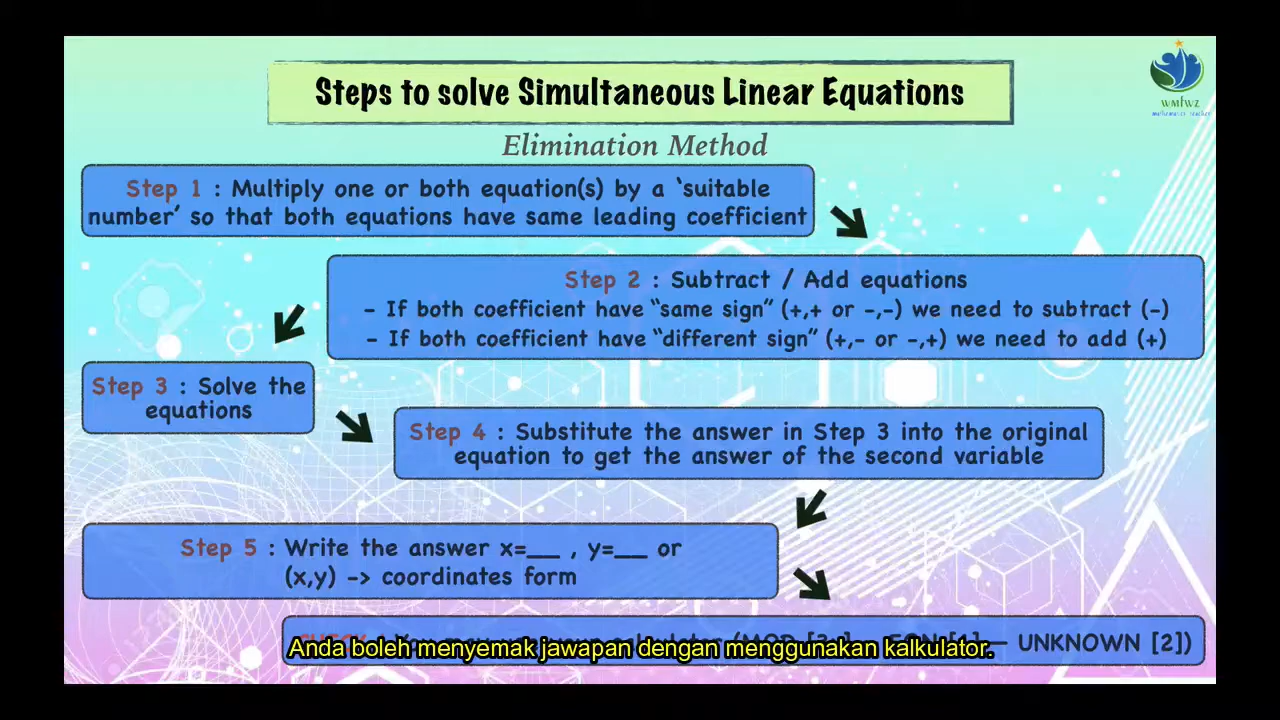 Steps to solve Simultaneous Linear Equations
WMFWZ
mathematics teacher
Elimination Method
Step 1 : Multiply one or both equation(s) by a ‘suitable
number’ so that both equations have same leading coefficient
Step 2 : Subtract / Add equations
- If both coefficient have “same sign” (+,+ or -,-) we need to subtract (-)
- If both coefficient have “different sign” (+,- or -,+) we need to add (+)
Step 3 : Solve the
equations
Step 4 : Substitute the answer in Step 3 into the original
equation to get the answer of the second variable
Step 5 : Write the answer x=__ , y=__ or
(x,y) -> coordinates form
— UNKNOWN [2])
Anda boleh menyemak jawapan dengan menggunakan kalkulator.